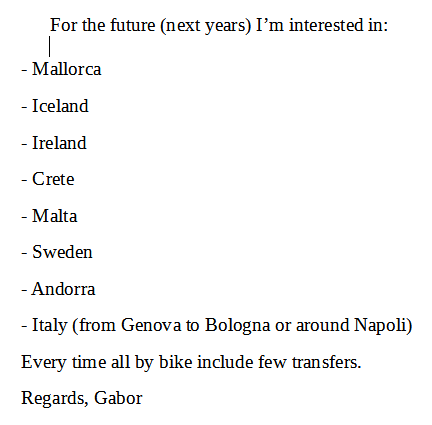 For the future (next years) I’m interested in:
- Mallorca
- Iceland
- Ireland
- Crete
- Malta
- Sweden
- Andorra
- Italy (from Genova to Bologna or around Napoli)
Every time all by bike include few transfers.
Regards, Gabor